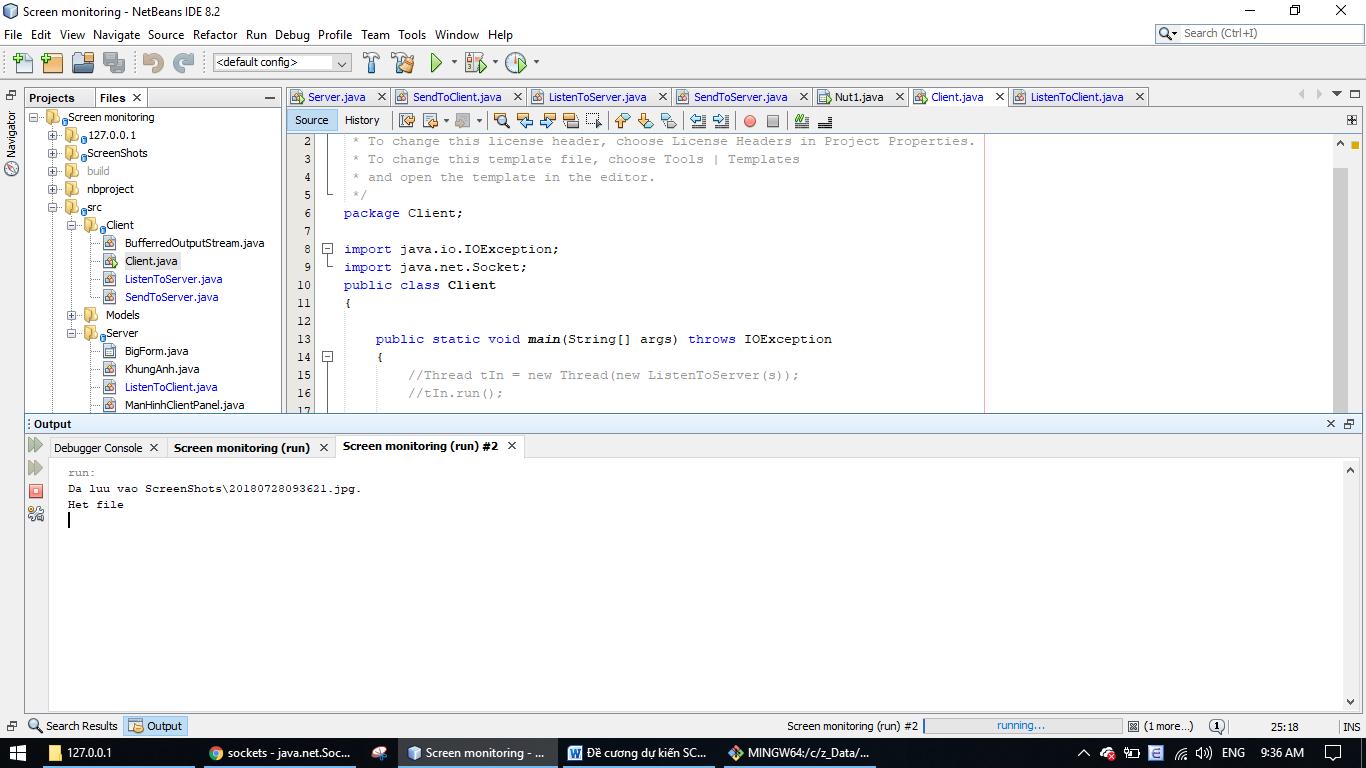 Screen monitoring - NetBeans IDE 8.2
File Edit View Navigate Source Refactor Run Debug Profile Team Tools Window Help
Search (Ctrl+I)
<default config>
Navigator
Projects Files
Screen monitoring
127.0.0.1
ScreenShots
build
nbproject
src
Client
BufferredOutputStream.java
Client.java
ListenToServer.java
SendToServer.java
Models
Server
BigForm.java
KhungAnh.java
ListenToClient.java
ManHinhClientPanel.java
Server.java SendToClient.java ListenToServer.java SendToServer.java Nut1.java Client.java ListenToClient.java
Source History
2 * To change this license header, choose License Headers in Project Properties.
3 * To change this template file, choose Tools | Templates
4 * and open the template in the editor.
5 */
6 package Client;
7
8 import java.io.IOException;
9 import java.net.Socket;
10 public class Client
11 {
12
13 public static void main(String[] args) throws IOException
14 {
15 //Thread tIn = new Thread(new ListenToServer(s));
16 //tIn.run();
17
Output
Debugger Console Screen monitoring (run) Screen monitoring (run) #2
run:
Da luu vao ScreenShots\20180728093621.jpg.
Het file
Search Results Output Screen monitoring (run) #2 running... (1 more...) 1 25:18 INS
127.0.0.1 sockets - java.net.Soc... Screen monitoring - ... Đề cương dự kiến SC... MINGW64:/c/z_Data/... ENG 9:36 AM